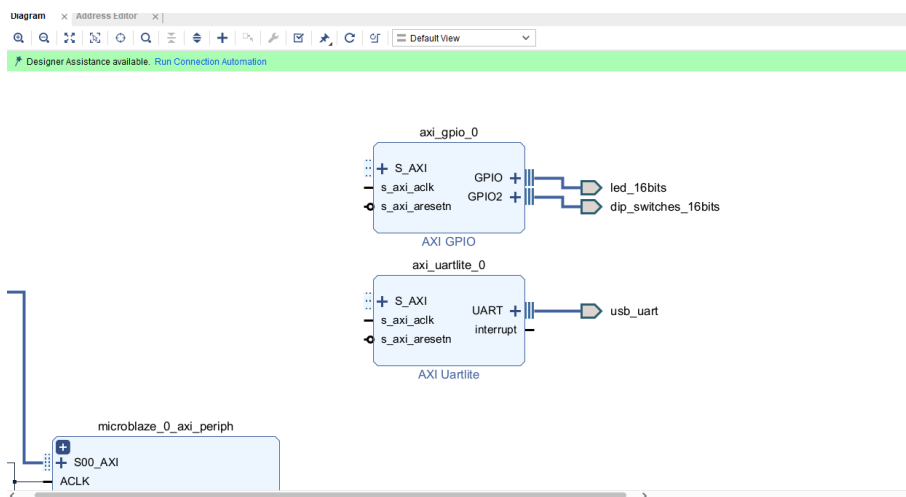 Diagram × Address Editor ×
Default View
Designer Assistance available. Run Connection Automation
axi_gpio_0
S_AXI
s_axi_aclk
s_axi_aresetn
GPIO
GPIO2
led_16bits
dip_switches_16bits
AXI GPIO
axi_uartlite_0
S_AXI
s_axi_aclk
s_axi_aresetn
UART
interrupt
usb_uart
AXI Uartlite
microblaze_0_axi_periph
S00_AXI
ACLK